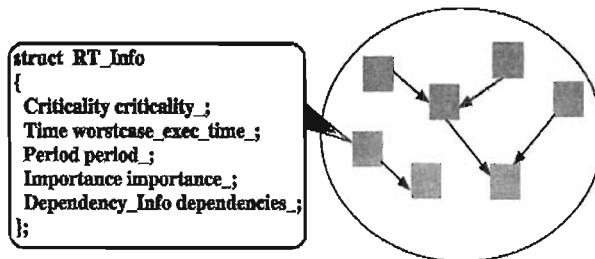 struct RT_Info
{
Criticality criticality_;
Time worstcase_exec_time_;
Period period_;
Importance importance_;
Dependency_Info dependencies_;
};